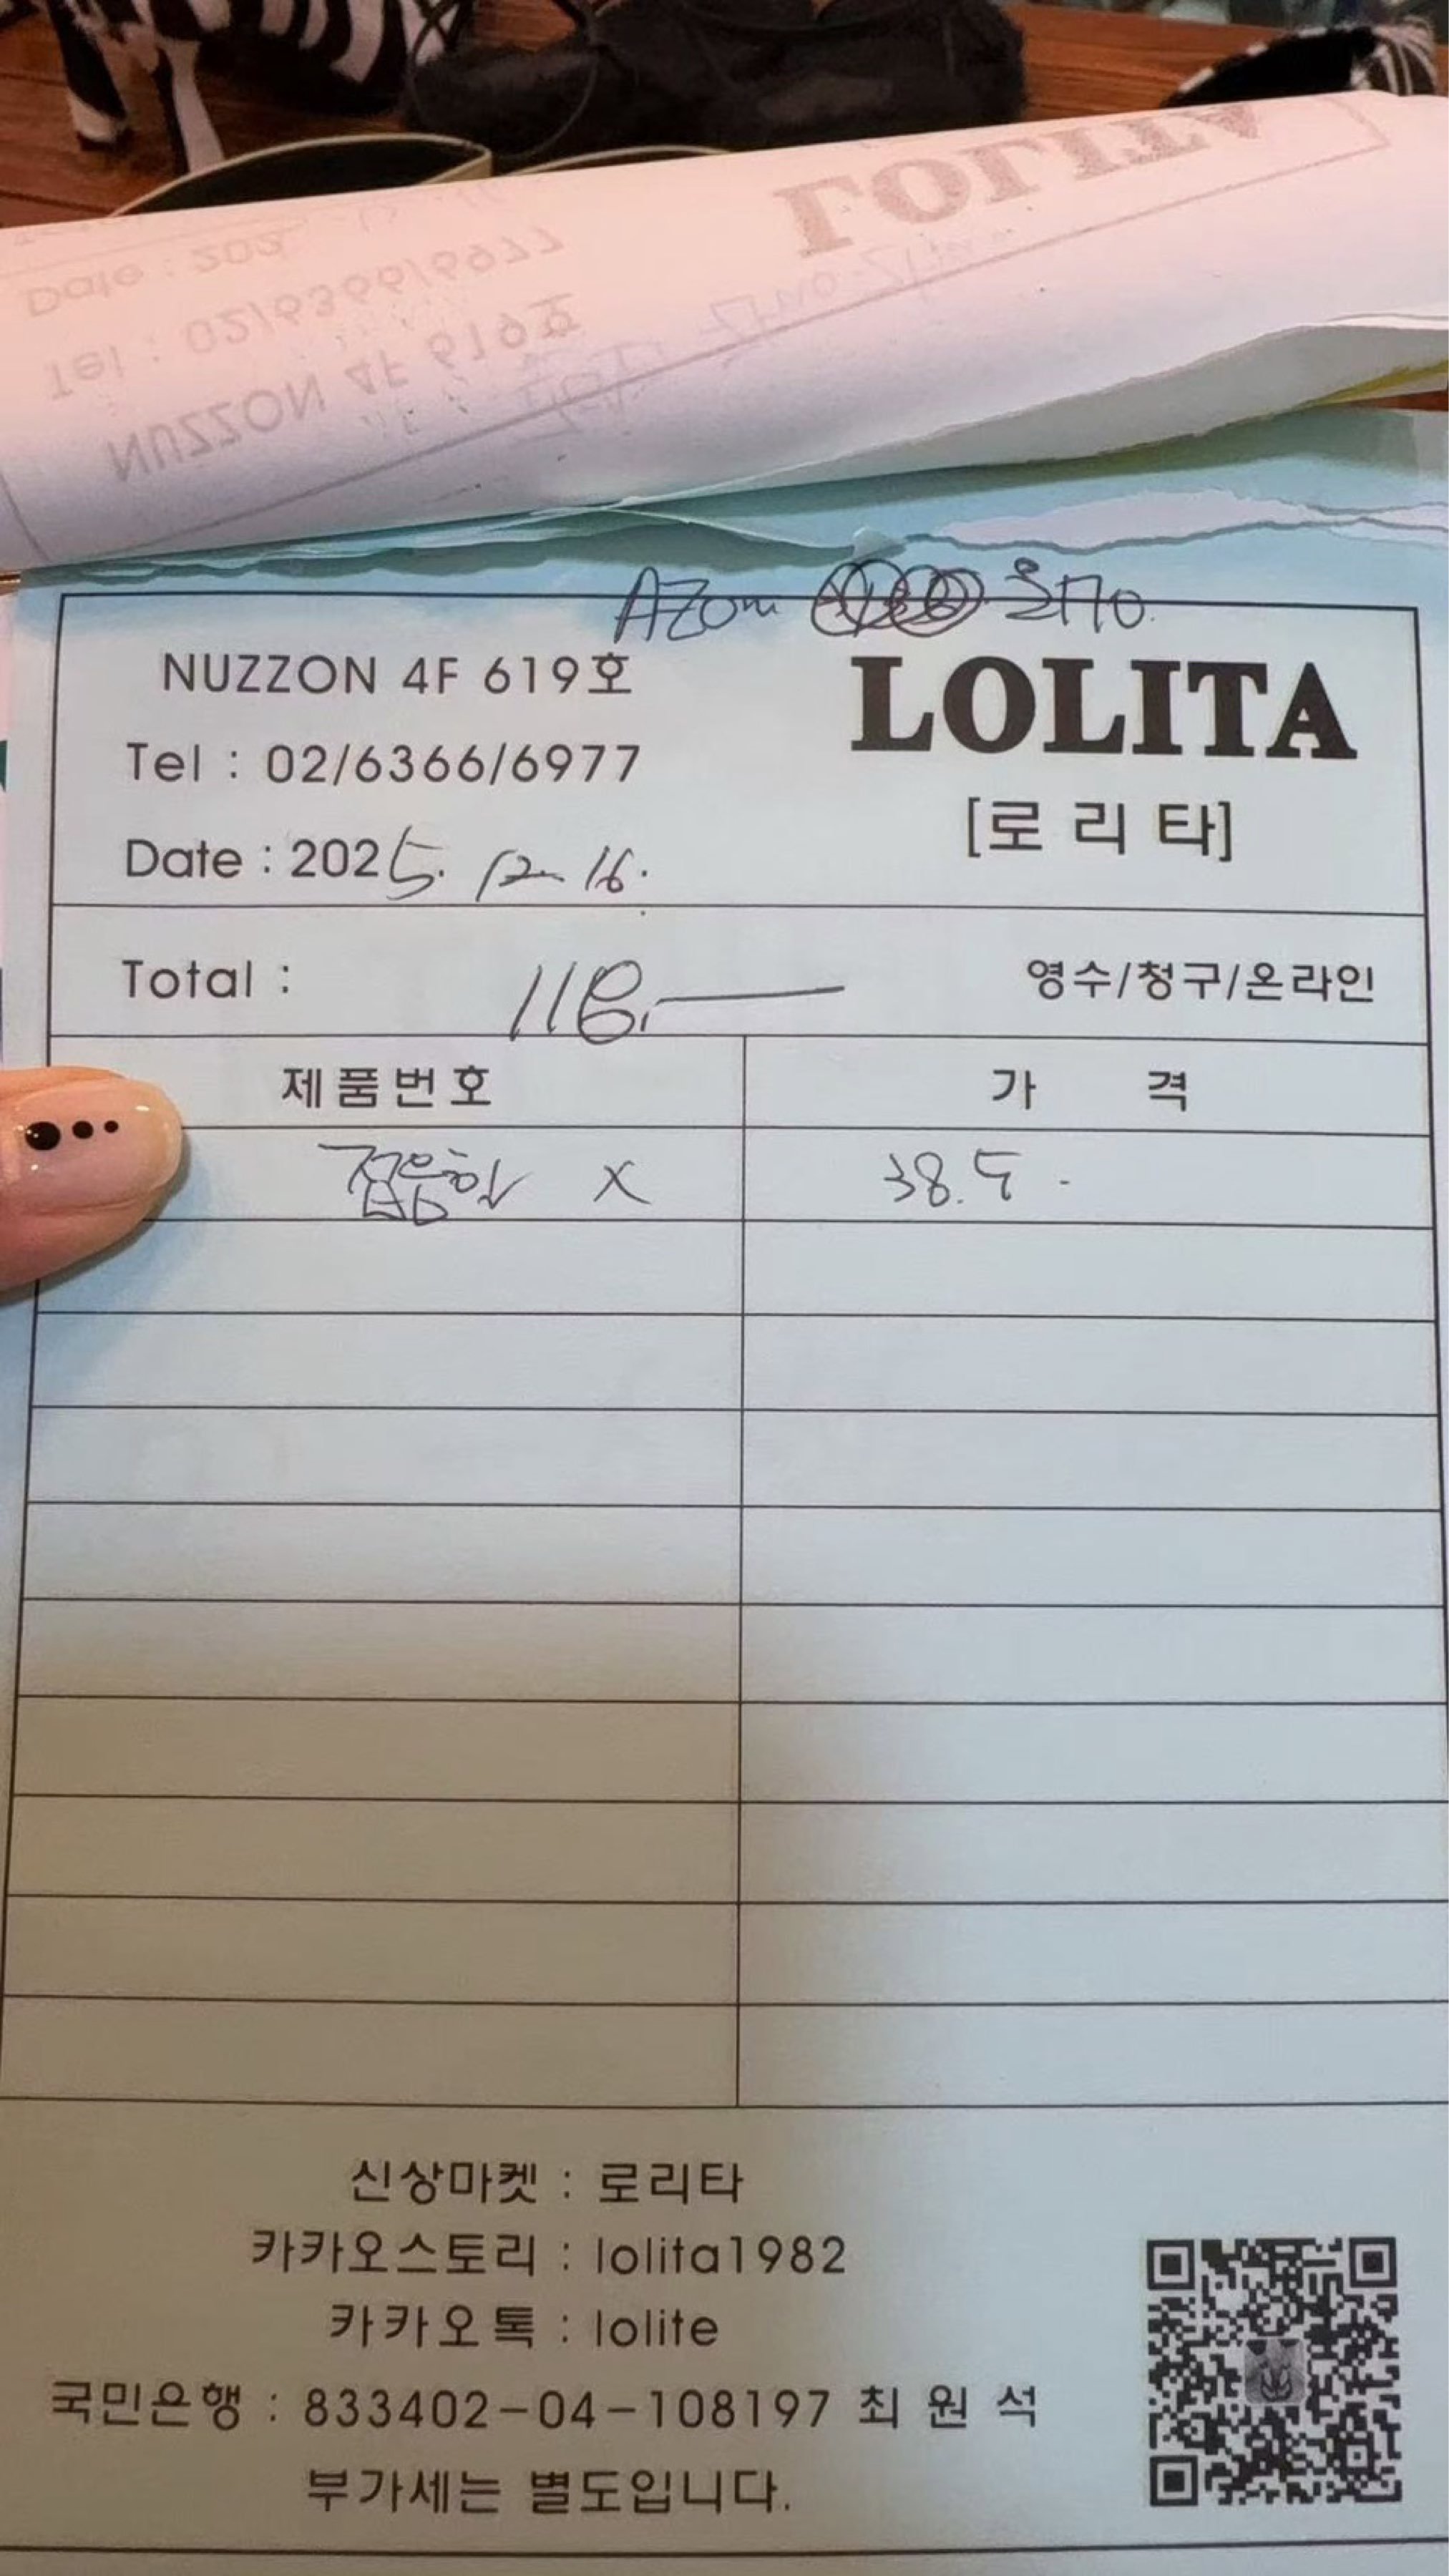 AZom
NUZZON 4F 619호
LOLITA
Tel : 02/6366/6977
[로 리 타]
Date : 2025. 12. 16.
Total : 118,—
영수/청구/온라인
제품번호
가 격
X
38.5.
신상마켓 : 로리타
카카오스토리 : lolita1982
카카오톡 : lolite
국민은행 : 833402-04-108197 최 원 석
부가세는 별도입니다.